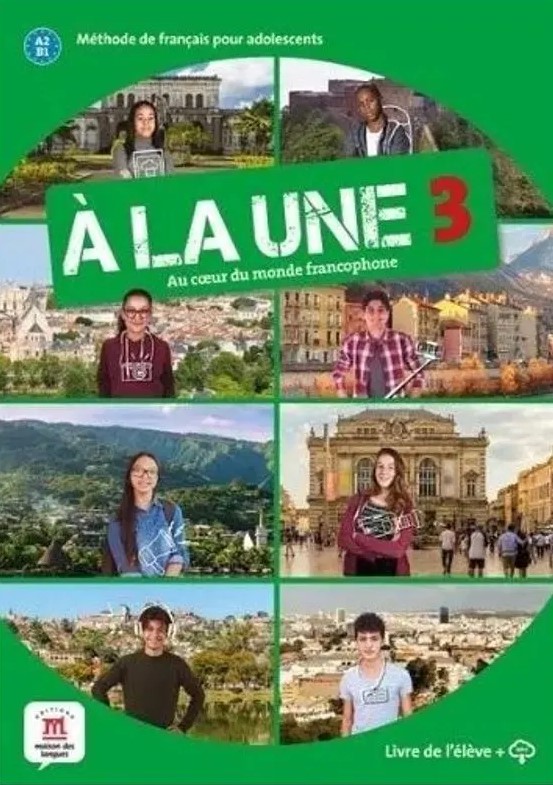 A2
B1
Méthode de français pour adolescents
À LA UNE 3
Au cœur du monde francophone
ÉDITIONS
maison des
langues
Livre de l'élève +